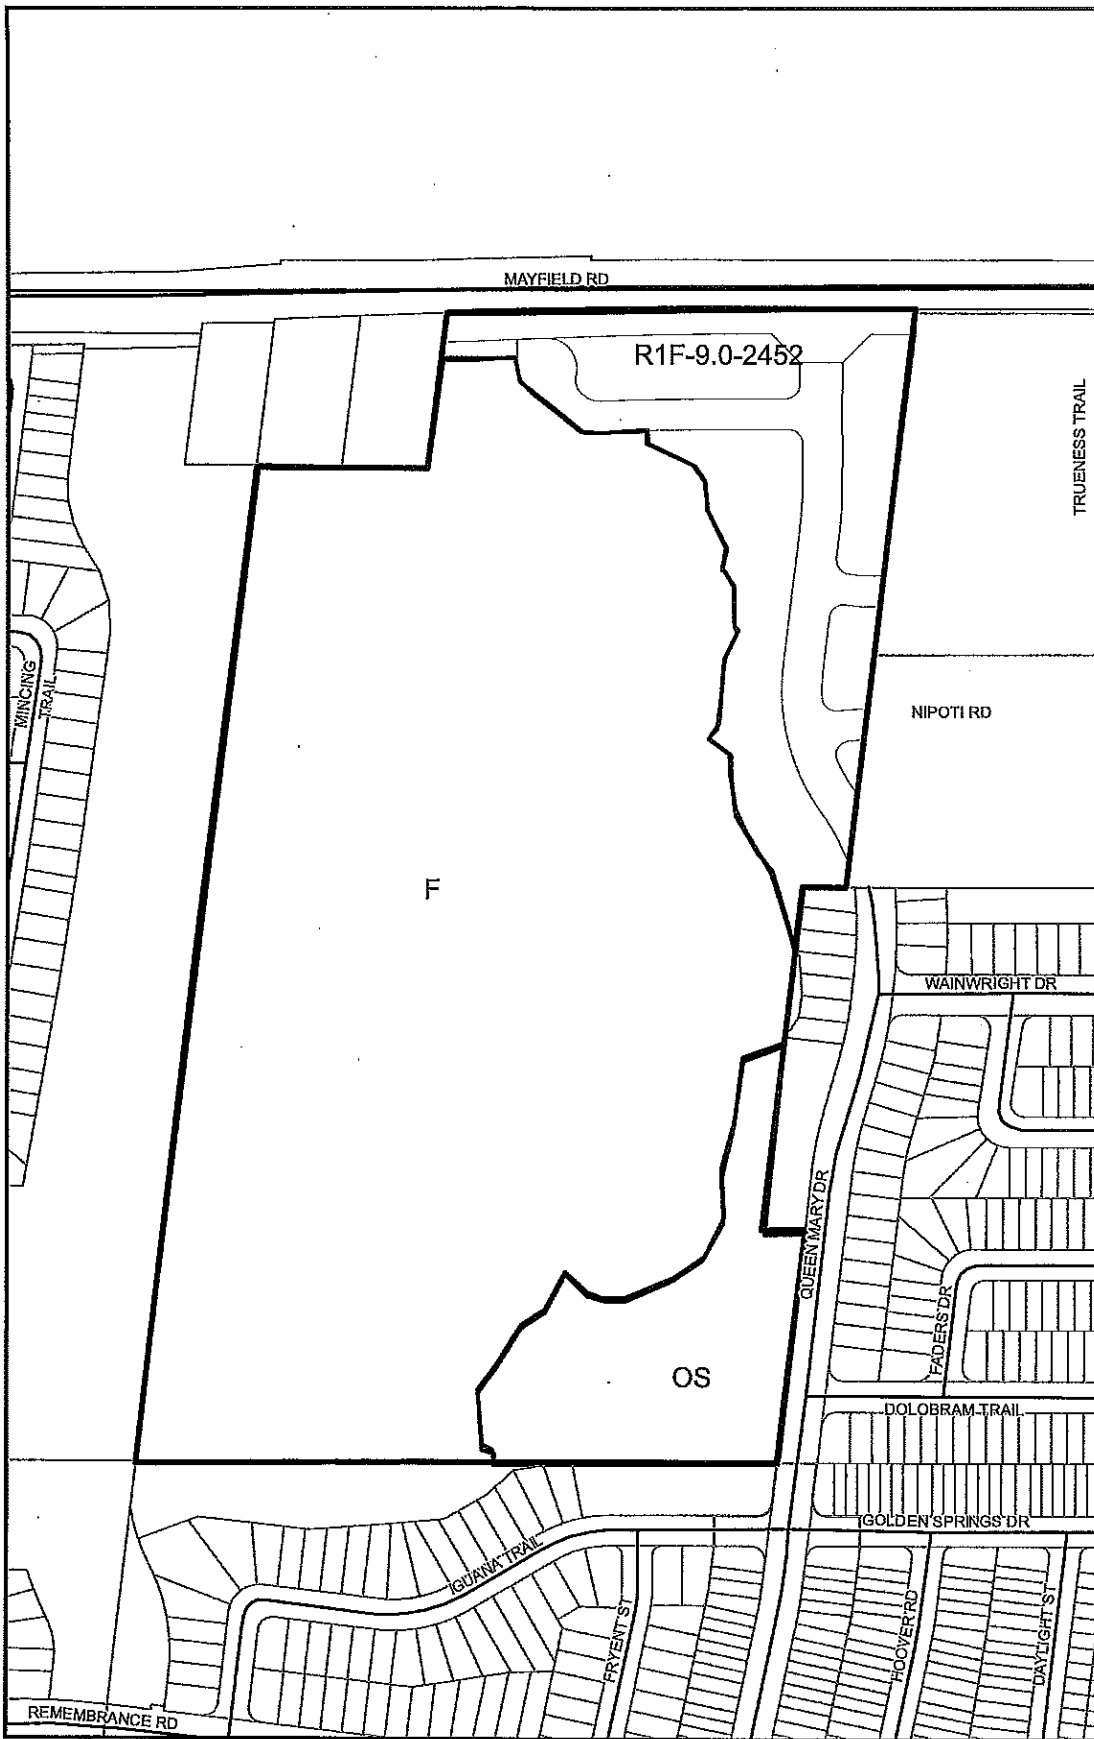 MAYFIELD RD
R1F-9.0-2452
TRUENESS TRAIL
MINCING
TRAIL
NIPOTI RD
F
WAINWRIGHT DR
QUEEN MARY DR
FADERS DR
OS
DOLOBRAM TRAIL
GOLDEN SPRINGS DR
IGUANA TRAIL
FRYENT ST
HOOVER RD
DAYLIGHT ST
REMEMBRANCE RD